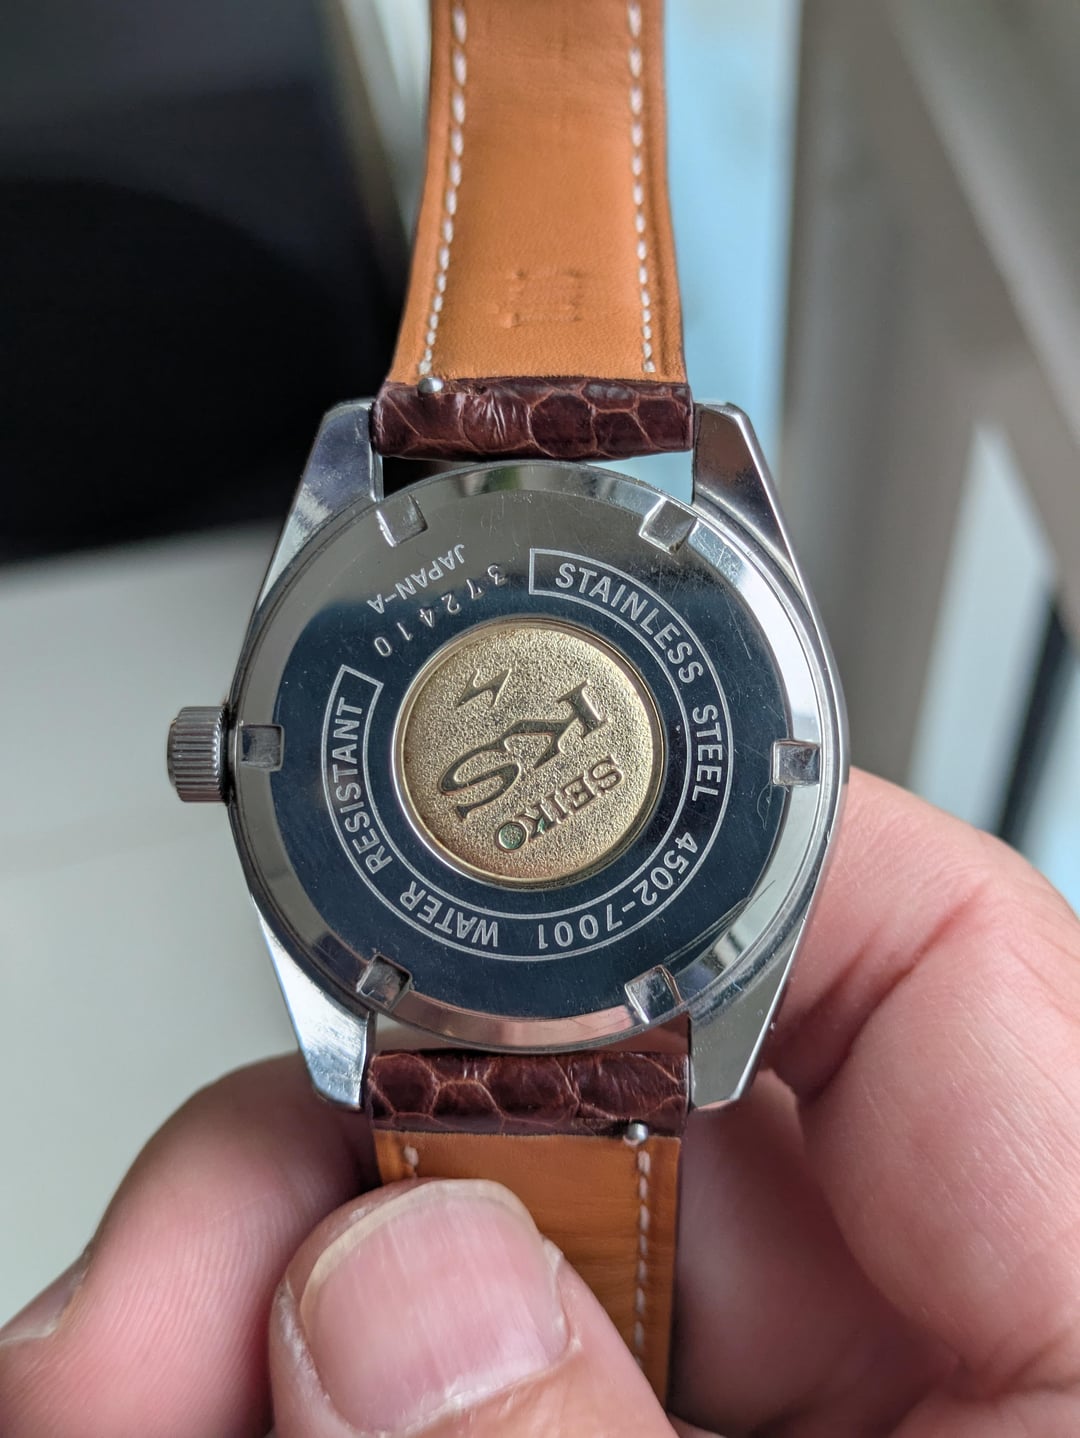 STAINLESS STEEL 4502-7001 WATER RESISTANT
372410
JAPAN-A
SEIKO
KS